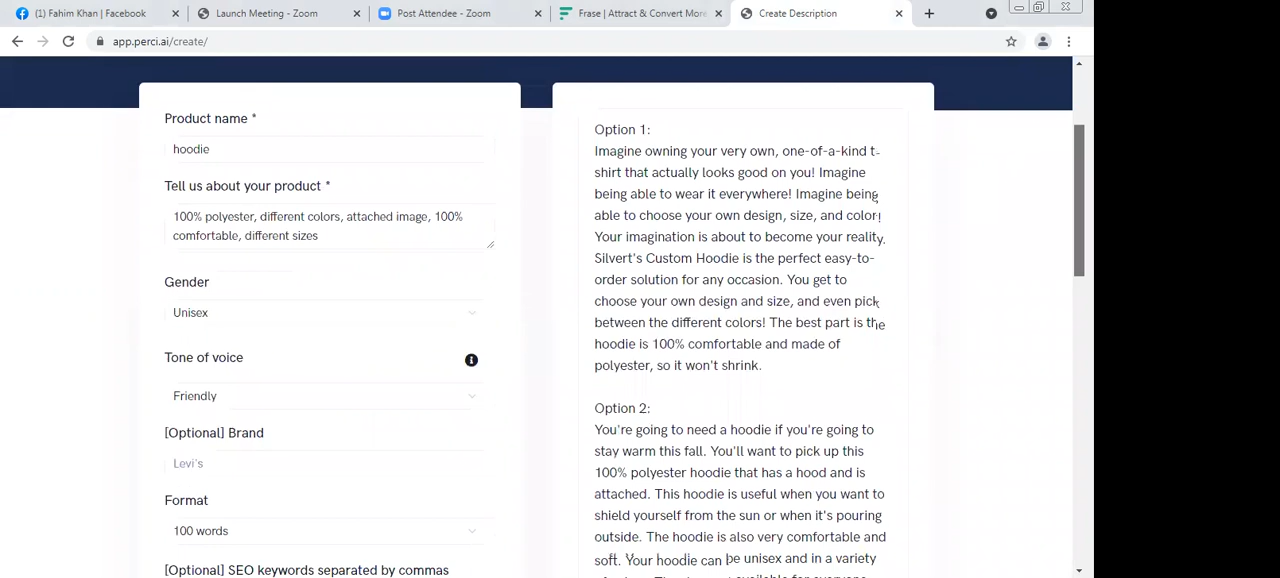 (1) Fahim Khan | Facebook
Launch Meeting - Zoom
Post Attendee - Zoom
Frase | Attract & Convert More
Create Description
app.perci.ai/create/
Product name *
hoodie
Tell us about your product *
100% polyester, different colors, attached image, 100%
comfortable, different sizes
Gender
Unisex
Tone of voice
Friendly
[Optional] Brand
Levi's
Format
100 words
[Optional] SEO keywords separated by commas
Option 1:
Imagine owning your very own, one-of-a-kind t-
shirt that actually looks good on you! Imagine
being able to wear it everywhere! Imagine being
able to choose your own design, size, and color!
Your imagination is about to become your reality.
Silvert's Custom Hoodie is the perfect easy-to-
order solution for any occasion. You get to
choose your own design and size, and even pick
between the different colors! The best part is the
hoodie is 100% comfortable and made of
polyester, so it won't shrink.
Option 2:
You're going to need a hoodie if you're going to
stay warm this fall. You'll want to pick up this
100% polyester hoodie that has a hood and is
attached. This hoodie is useful when you want to
shield yourself from the sun or when it's pouring
outside. The hoodie is also very comfortable and
soft. Your hoodie can be unisex and in a variety
available for everyone